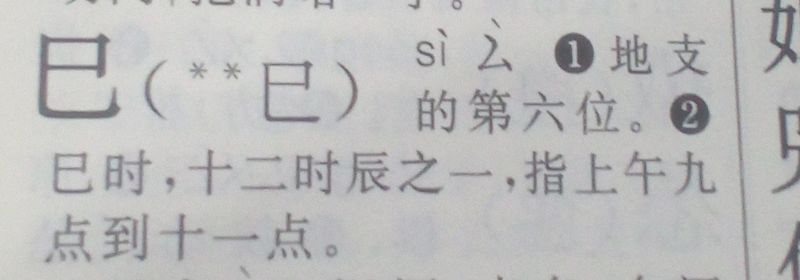 巳(**巳) sì ㄙˋ ❶地支
的第六位。❷
巳时,十二时辰之一,指上午九
点到十一点。